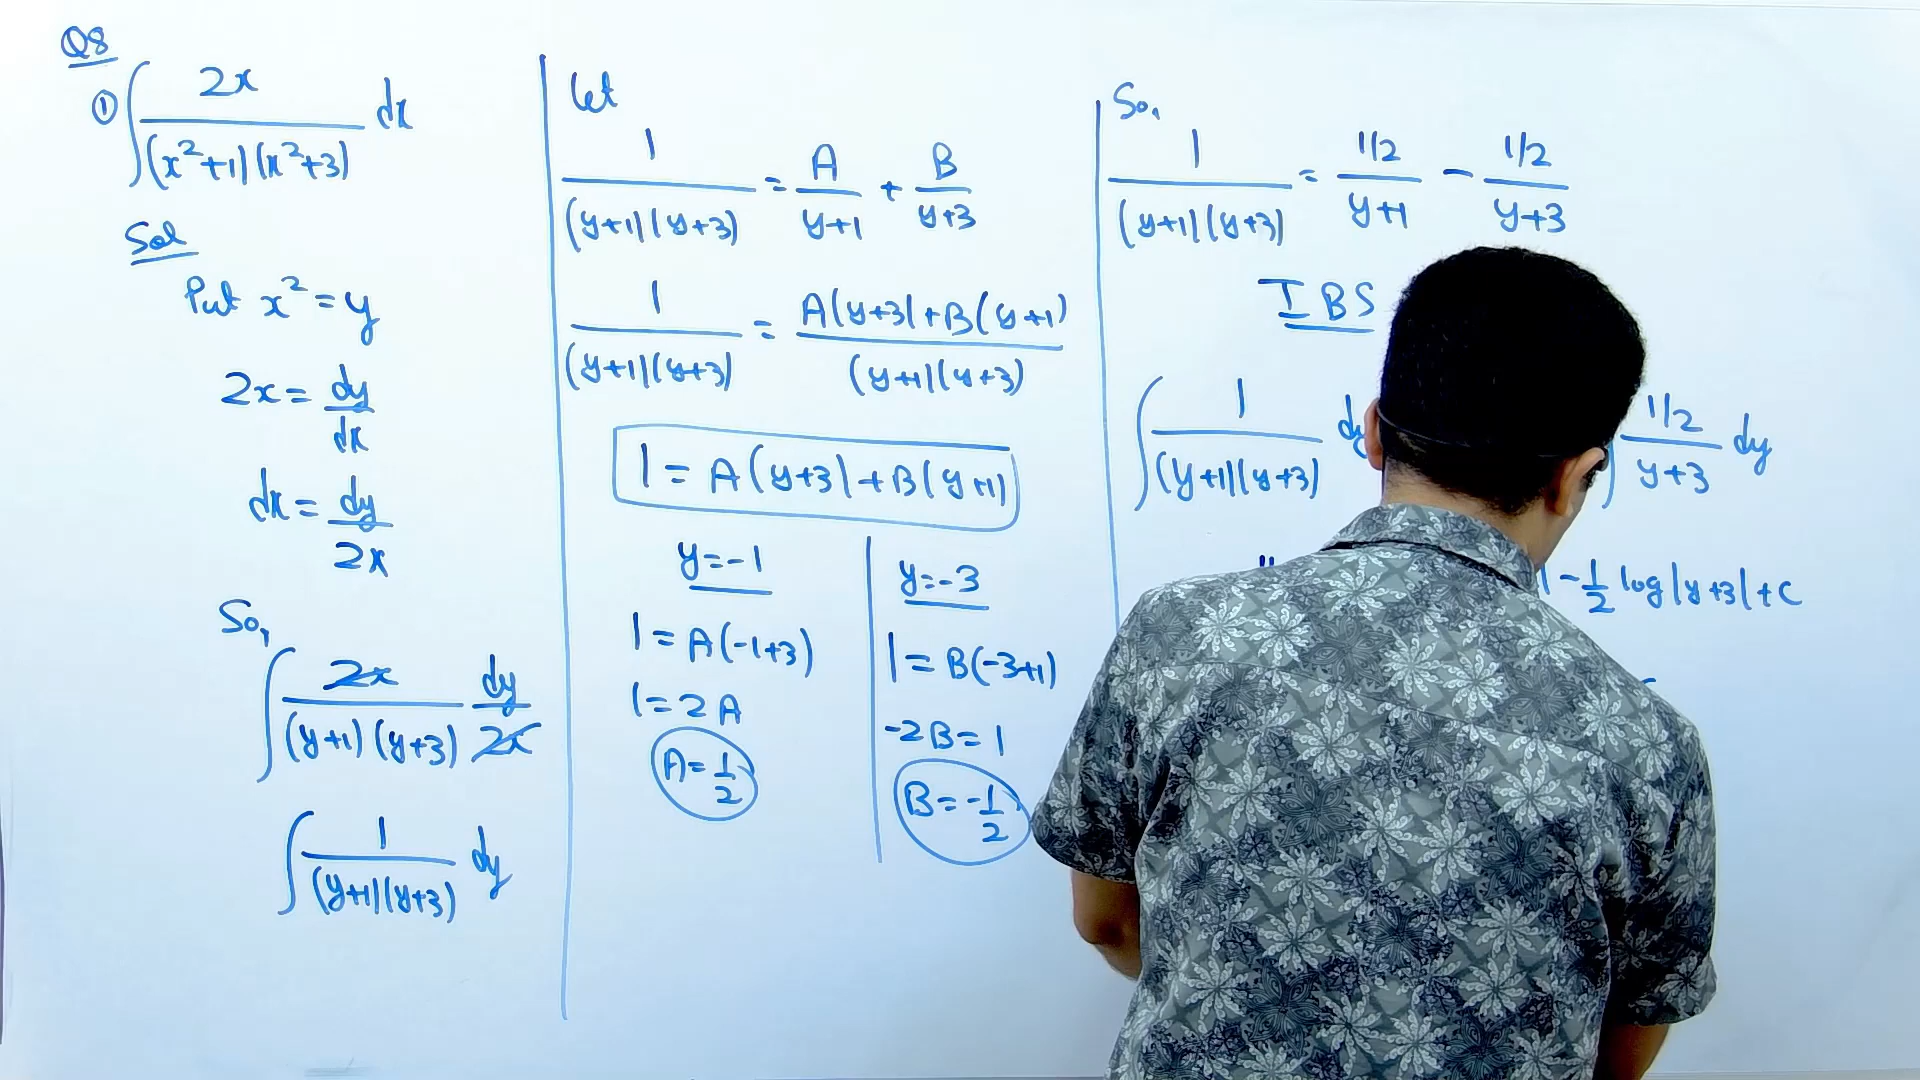 Q8
① ∫ 2x / (x²+1)(x²+3) dx
Sol
Put x² = y
2x = dy/dx
dx = dy/2x
So,
∫ 2x / (y+1)(y+3) dy/2x
∫ 1 / (y+1)(y+3) dy
Let
1 / (y+1)(y+3) = A / y+1 + B / y+3
1 / (y+1)(y+3) = A(y+3)+B(y+1) / (y+1)(y+3)
1 = A(y+3)+B(y+1)
y=-1
1 = A(-1+3)
1=2A
A=1/2
y=-3
1=B(-3+1)
-2B=1
B=-1/2
So,
1 / (y+1)(y+3) = 1/2 / y+1 - 1/2 / y+3
IBS
∫ 1 / (y+1)(y+3) dy ∫ 1/2 / y+3 dy
| - 1/2 log|y+3|+C